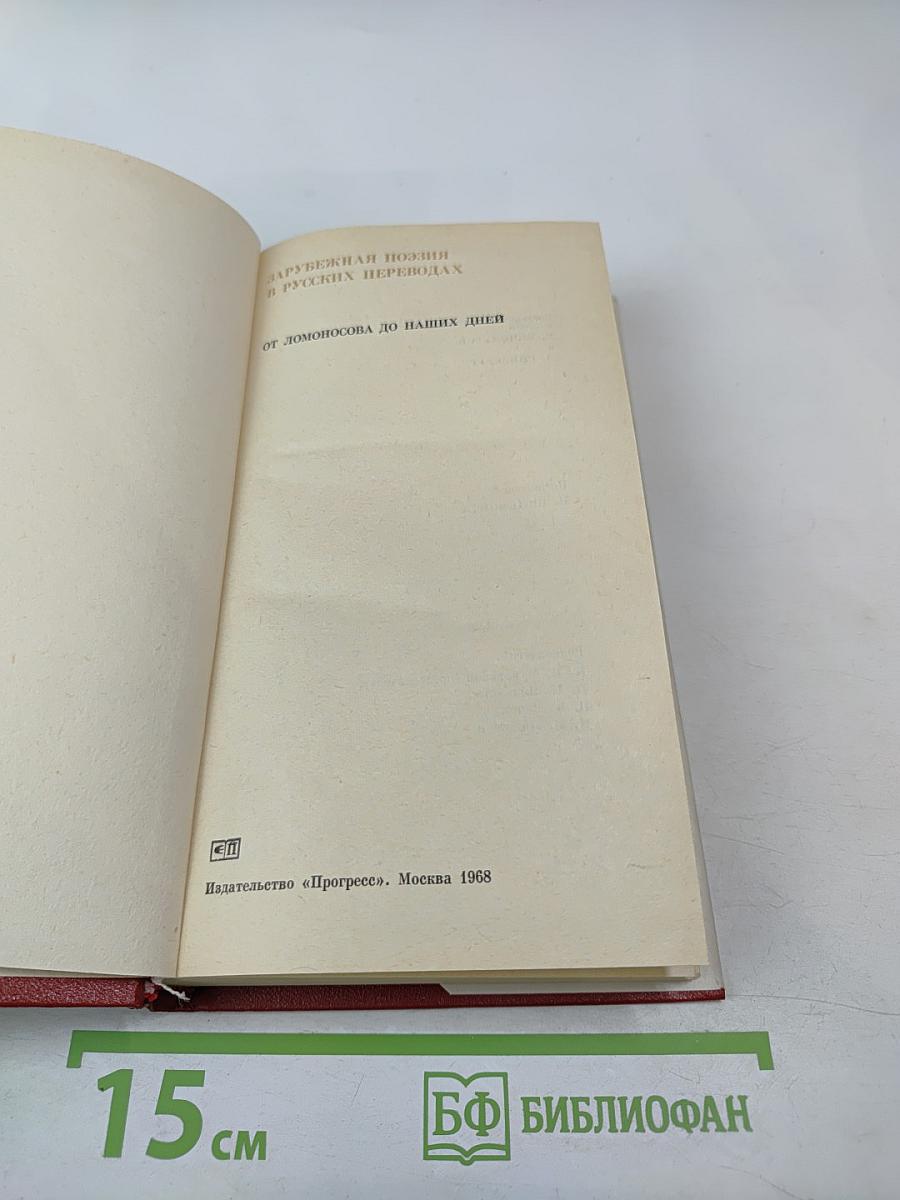 ЗАРУБЕЖНАЯ ПОЭЗИЯ
В РУССКИХ ПЕРЕВОДАХ
ОТ ЛОМОНОСОВА ДО НАШИХ ДНЕЙ
Издательство «Прогресс». Москва 1968
15 см
БФ БИБЛИОФАН